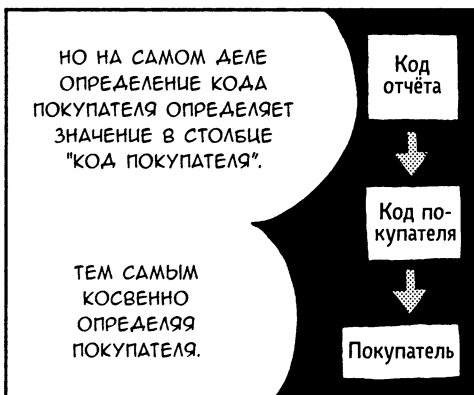 НО НА САМОМ ДЕЛЕ
ОПРЕДЕЛЕНИЕ КОДА
ПОКУПАТЕЛЯ ОПРЕДЕЛЯЕТ
ЗНАЧЕНИЕ В СТОЛБЦЕ
"КОД ПОКУПАТЕЛЯ".
ТЕМ САМЫМ
КОСВЕННО
ОПРЕДЕЛЯЯ
ПОКУПАТЕЛЯ.
Код
отчёта
Код по-
купателя
Покупатель